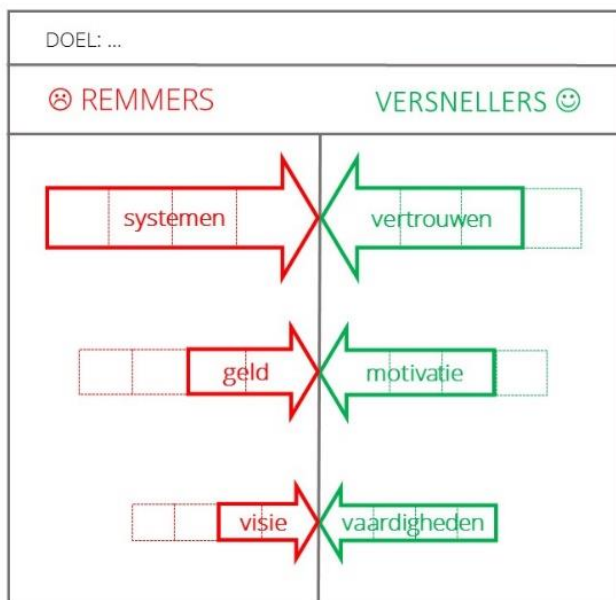 DOEL: ...
☹ REMMERS
VERSNELLERS ☺
systemen
vertrouwen
geld
motivatie
visie
vaardigheden